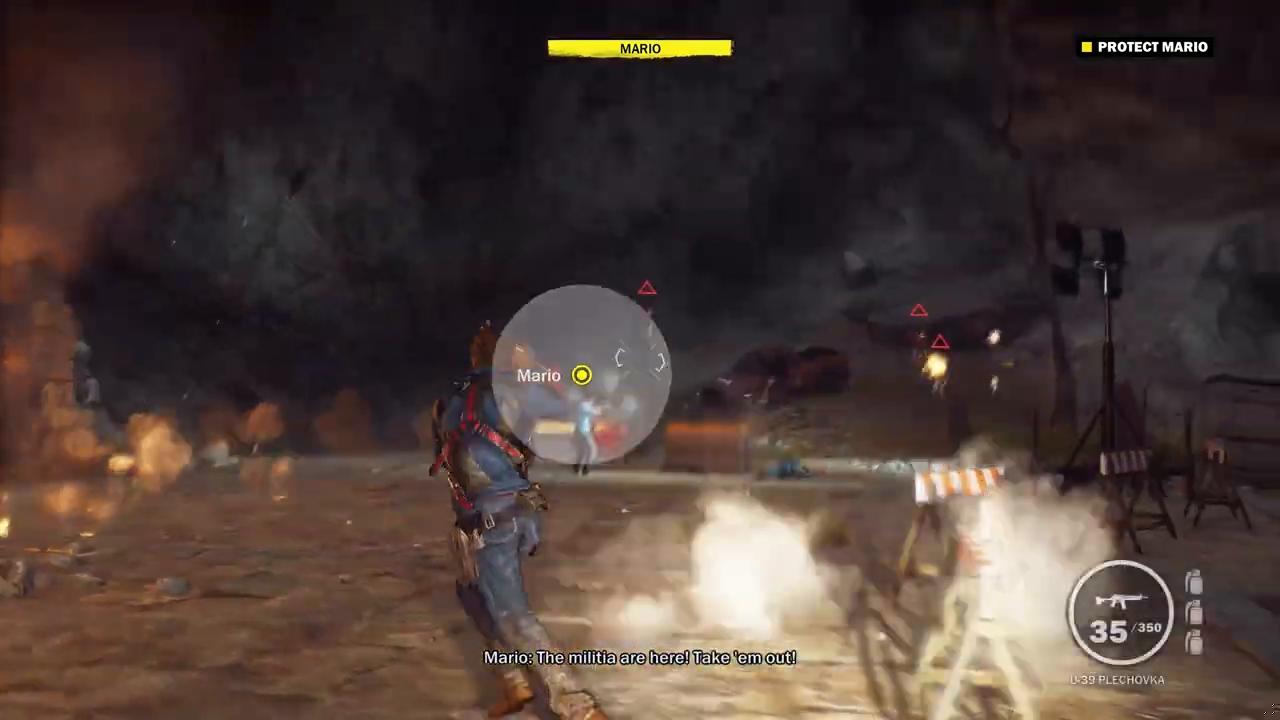 MARIO
PROTECT MARIO
Mario
35/350
Mario: The militia are here! Take 'em out!
U-39 PLECHOVKA